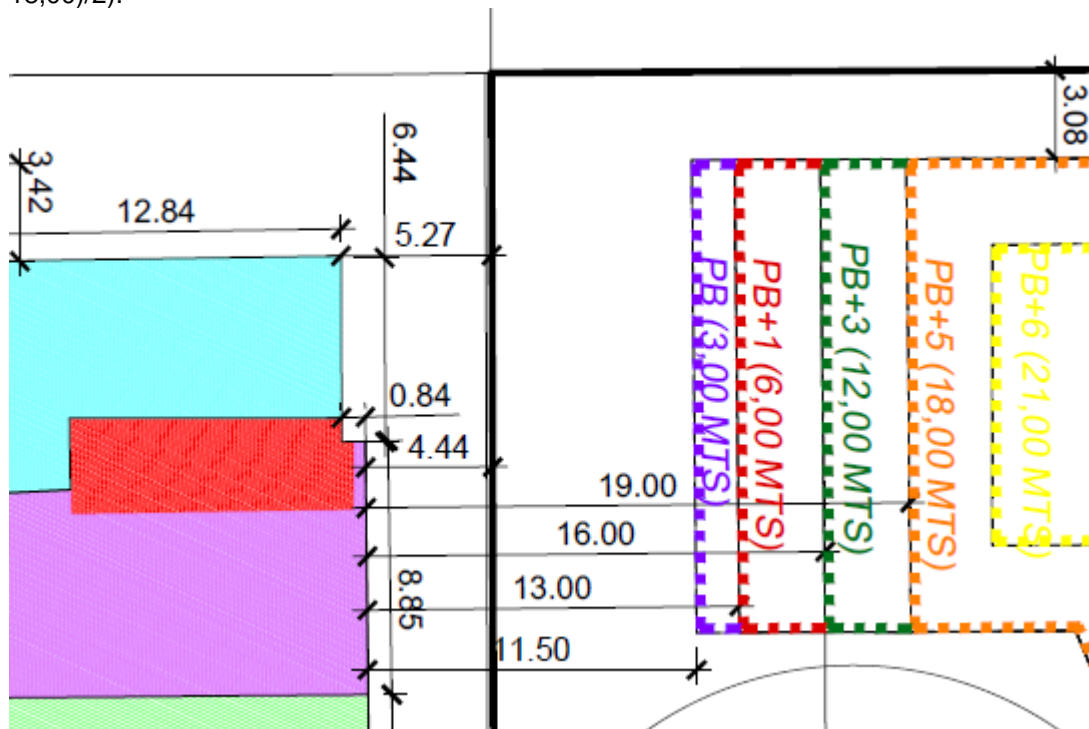 3.08
6.44
3.42
12.84
5.27
PB (3,00 MTS)
PB+1 (6,00 MTS)
PB+3 (12,00 MTS)
PB+5 (18,00 MTS)
PB+6 (21,00 MTS)
0.84
4.44
19.00
16.00
8.85
13.00
11.50